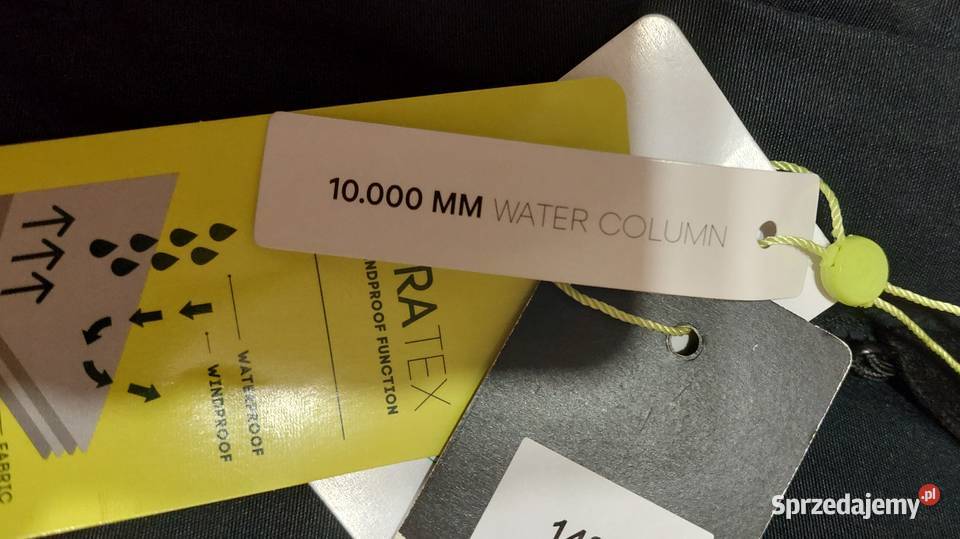 10.000 MM WATER COLUMN
RATEX
NDPROOF FUNCTION
WATERPROOF
WINDPROOF
FABRIC
Sprzedajemy.pl